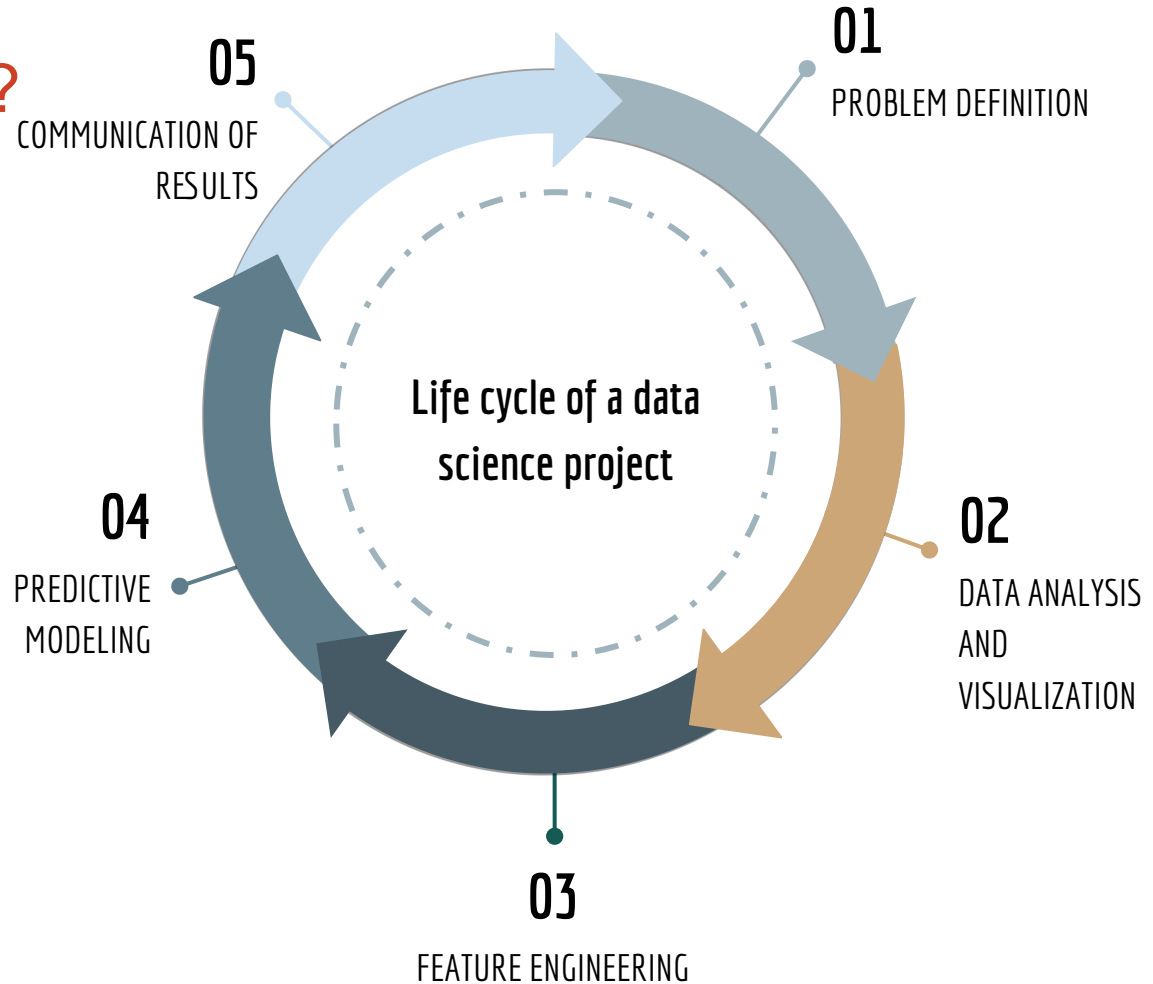 ?
01
PROBLEM DEFINITION
02
DATA ANALYSIS
AND
VISUALIZATION
03
FEATURE ENGINEERING
04
PREDICTIVE
MODELING
05
COMMUNICATION OF
RESULTS
Life cycle of a data
science project